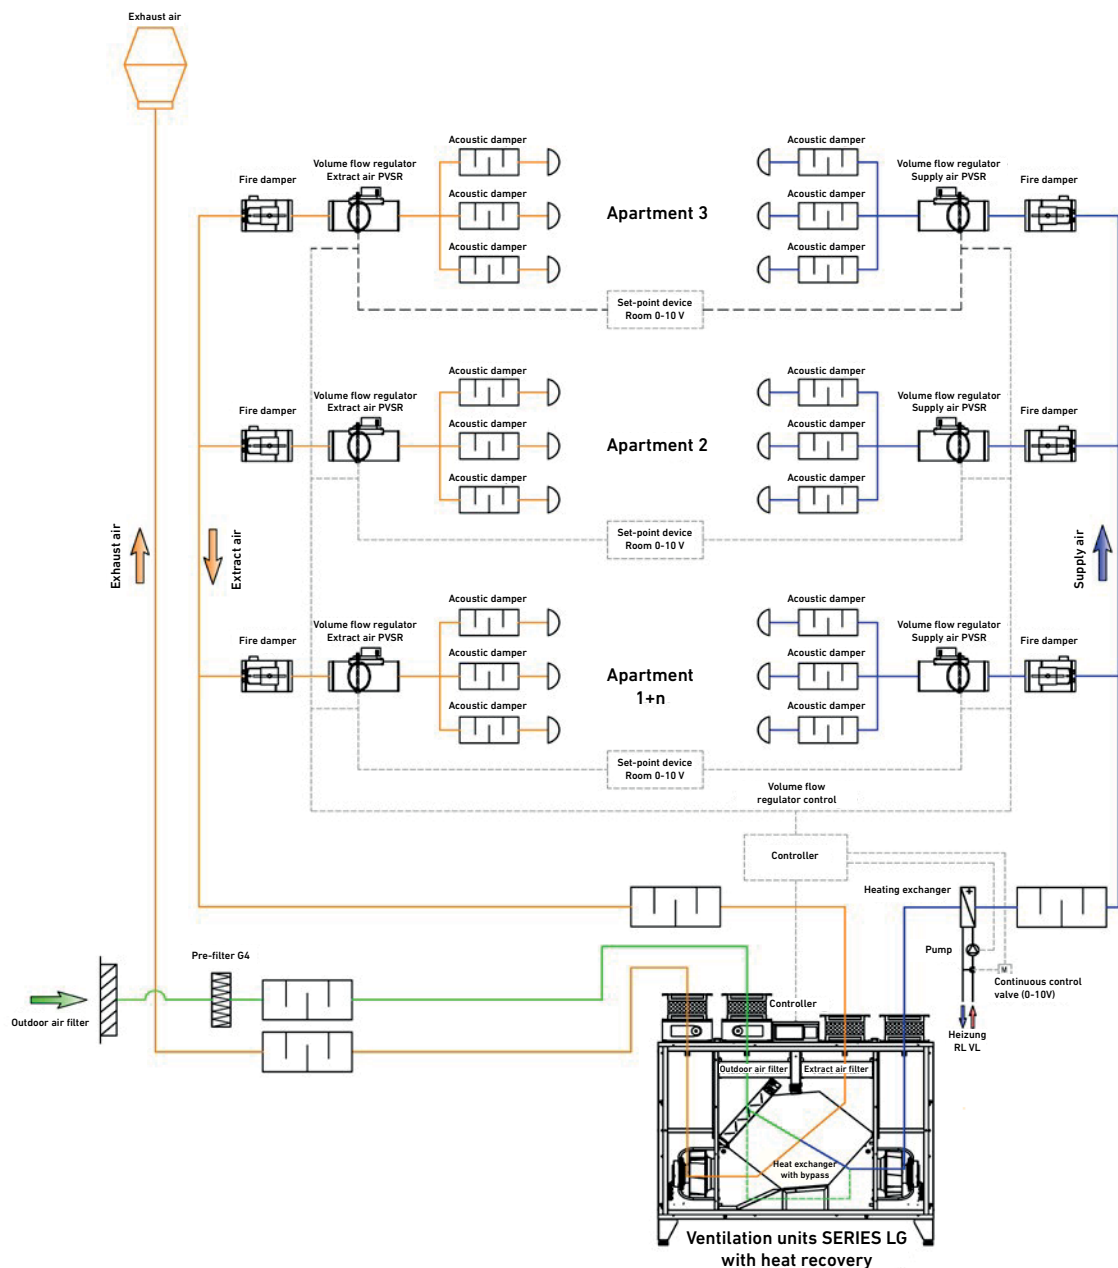 Exhaust air
Acoustic damper
Acoustic damper
Volume flow regulator
Extract air PVSR
Volume flow regulator
Supply air PVSR
Fire damper
Fire damper
Acoustic damper
Acoustic damper
Apartment 3
Acoustic damper
Acoustic damper
Set-point device
Room 0-10 V
Acoustic damper
Acoustic damper
Volume flow regulator
Extract air PVSR
Volume flow regulator
Supply air PVSR
Fire damper
Fire damper
Acoustic damper
Acoustic damper
Apartment 2
Acoustic damper
Acoustic damper
Set-point device
Room 0-10 V
Exhaust air
Extract air
Supply air
Acoustic damper
Acoustic damper
Volume flow regulator
Extract air PVSR
Volume flow regulator
Supply air PVSR
Fire damper
Fire damper
Acoustic damper
Acoustic damper
Apartment
1+n
Acoustic damper
Acoustic damper
Set-point device
Room 0-10 V
Volume flow
regulator control
Controller
Heating exchanger
Pump
M
Continuous control
valve (0-10V)
Heizung
RL VL
Pre-filter G4
Outdoor air filter
Controller
Outdoor air filter
Extract air filter
Heat exchanger
with bypass
Ventilation units SERIES LG
with heat recovery